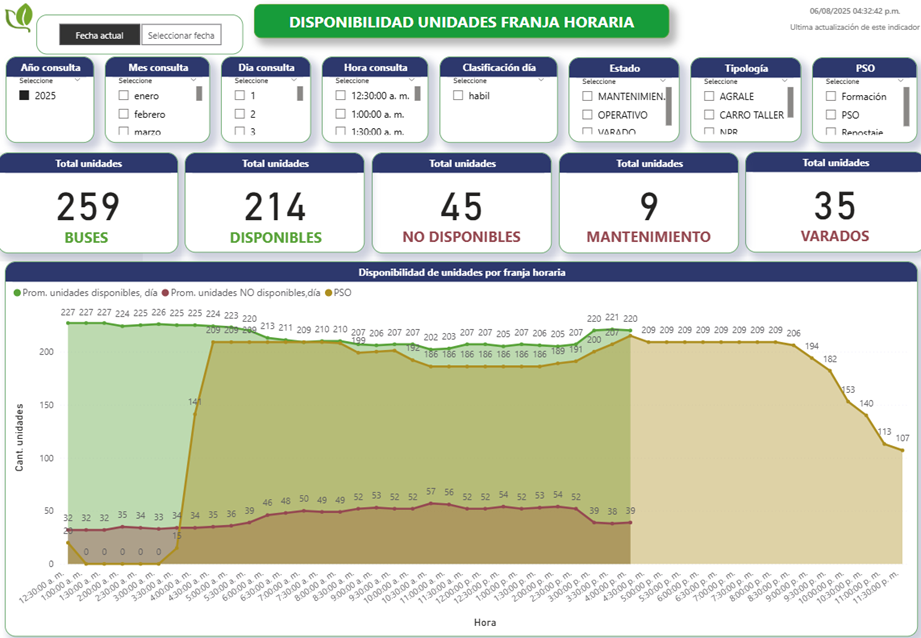 DISPONIBILIDAD UNIDADES FRANJA HORARIA
06/08/2025 04:32:42 p.m.
Ultima actualización de este indicador
Fecha actual
Seleccionar fecha
Año consulta
Seleccione
2025
Mes consulta
Seleccione
enero
febrero
marzo
Dia consulta
Seleccione
1
2
3
Hora consulta
Seleccione
12:30:00 a. m.
1:00:00 a. m.
1:30:00 a. m.
Clasificación día
Seleccione
habil
Estado
Seleccione
MANTENIMIEN...
OPERATIVO
VARADO
Tipología
Seleccione
AGRALE
CARRO TALLER
NPR
PSO
Seleccione
Formación
PSO
Repostaje
Total unidades
259
BUSES
Total unidades
214
DISPONIBLES
Total unidades
45
NO DISPONIBLES
Total unidades
9
MANTENIMIENTO
Total unidades
35
VARADOS
Disponibilidad de unidades por franja horaria
Prom. unidades disponibles, día Prom. unidades NO disponibles,día PSO
227 227 227 224 225 226 225 225 224 223 220 213 211 209 210 210 207 206 207 207 202 203 207 207 205 207 206 205 207 220 221 220
20 0 0 0 0 0 15 141 209 209 209 199 192 186 186 186 186 186 186 186 189 191 200 207 209 209 209 209 209 209 209 209 206 194 182 153 140 113 107
32 32 32 35 34 33 34 34 35 36 39 46 48 50 49 49 52 53 52 52 57 56 52 52 54 52 53 54 52 39 38 39
Cant. unidades
200
150
100
50
0
12:30:00 a. m. 1:00:00 a. m. 1:30:00 a. m. 2:00:00 a. m. 2:30:00 a. m. 3:00:00 a. m. 3:30:00 a. m. 4:00:00 a. m. 4:30:00 a. m. 5:00:00 a. m. 5:30:00 a. m. 6:00:00 a. m. 6:30:00 a. m. 7:00:00 a. m. 7:30:00 a. m. 8:00:00 a. m. 8:30:00 a. m. 9:00:00 a. m. 9:30:00 a. m. 10:00:00 a. m. 10:30:00 a. m. 11:00:00 a. m. 11:30:00 a. m. 12:00:00 p. m. 12:30:00 p. m. 1:00:00 p. m. 1:30:00 p. m. 2:00:00 p. m. 2:30:00 p. m. 3:00:00 p. m. 3:30:00 p. m. 4:00:00 p. m. 4:30:00 p. m. 5:00:00 p. m. 5:30:00 p. m. 6:00:00 p. m. 6:30:00 p. m. 7:00:00 p. m. 7:30:00 p. m. 8:00:00 p. m. 8:30:00 p. m. 9:00:00 p. m. 9:30:00 p. m. 10:00:00 p. m. 10:30:00 p. m. 11:00:00 p. m. 11:30:00 p. m.
Hora